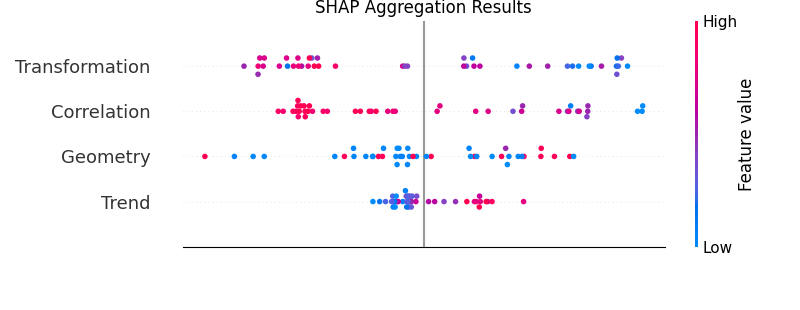 SHAP Aggregation Results
High
Transformation
Correlation
Geometry
Trend
Feature value
Low